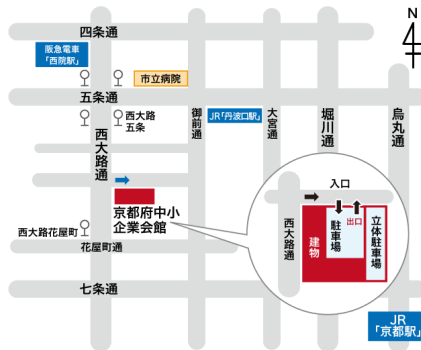 N
四条通
阪急電車
「西院駅」
市立病院
五条通
西大路
五条
西大路通
御前通
JR「丹波口駅」
大宮通
堀川通
烏丸通
京都府中小
企業会館
西大路花屋町
花屋町通
七条通
入口
出口
西大路通
建物
駐車場
立体駐車場
JR
「京都駅」